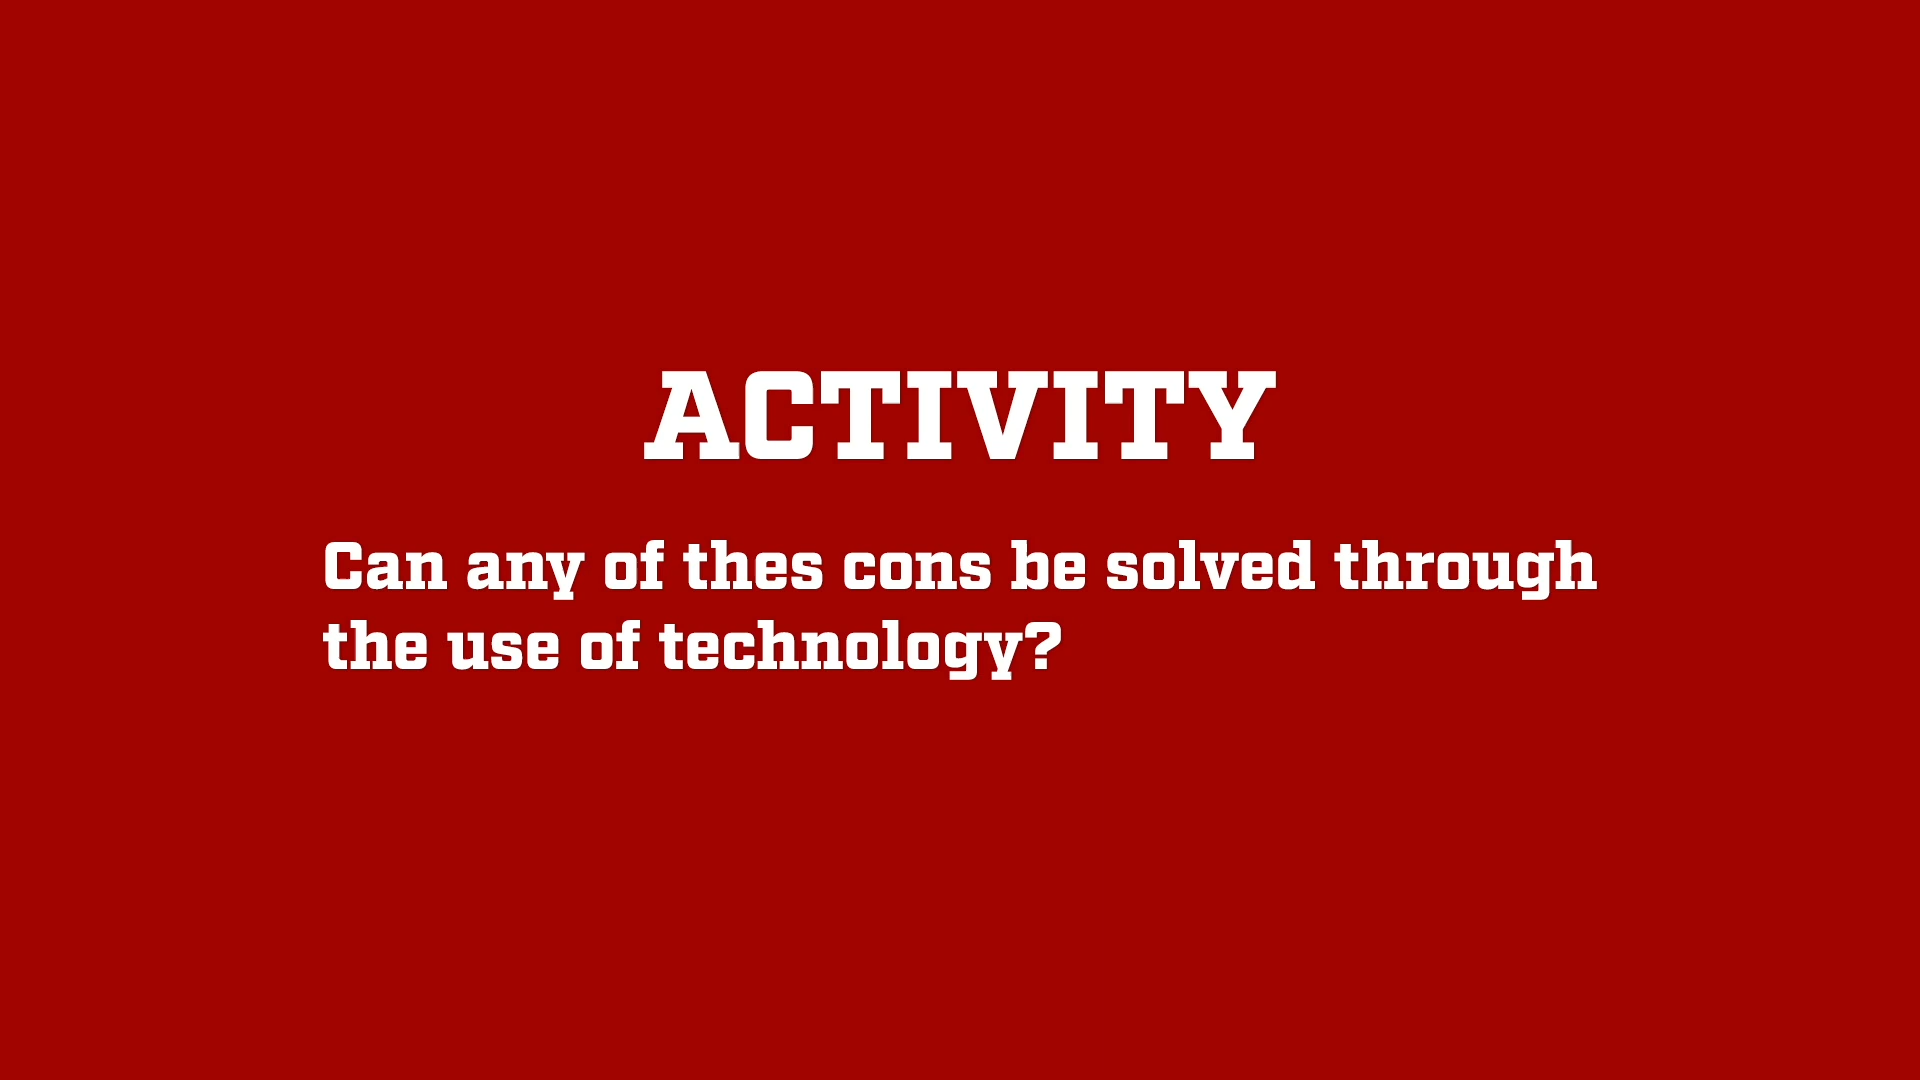 ACTIVITY
Can any of thes cons be solved through
the use of technology?